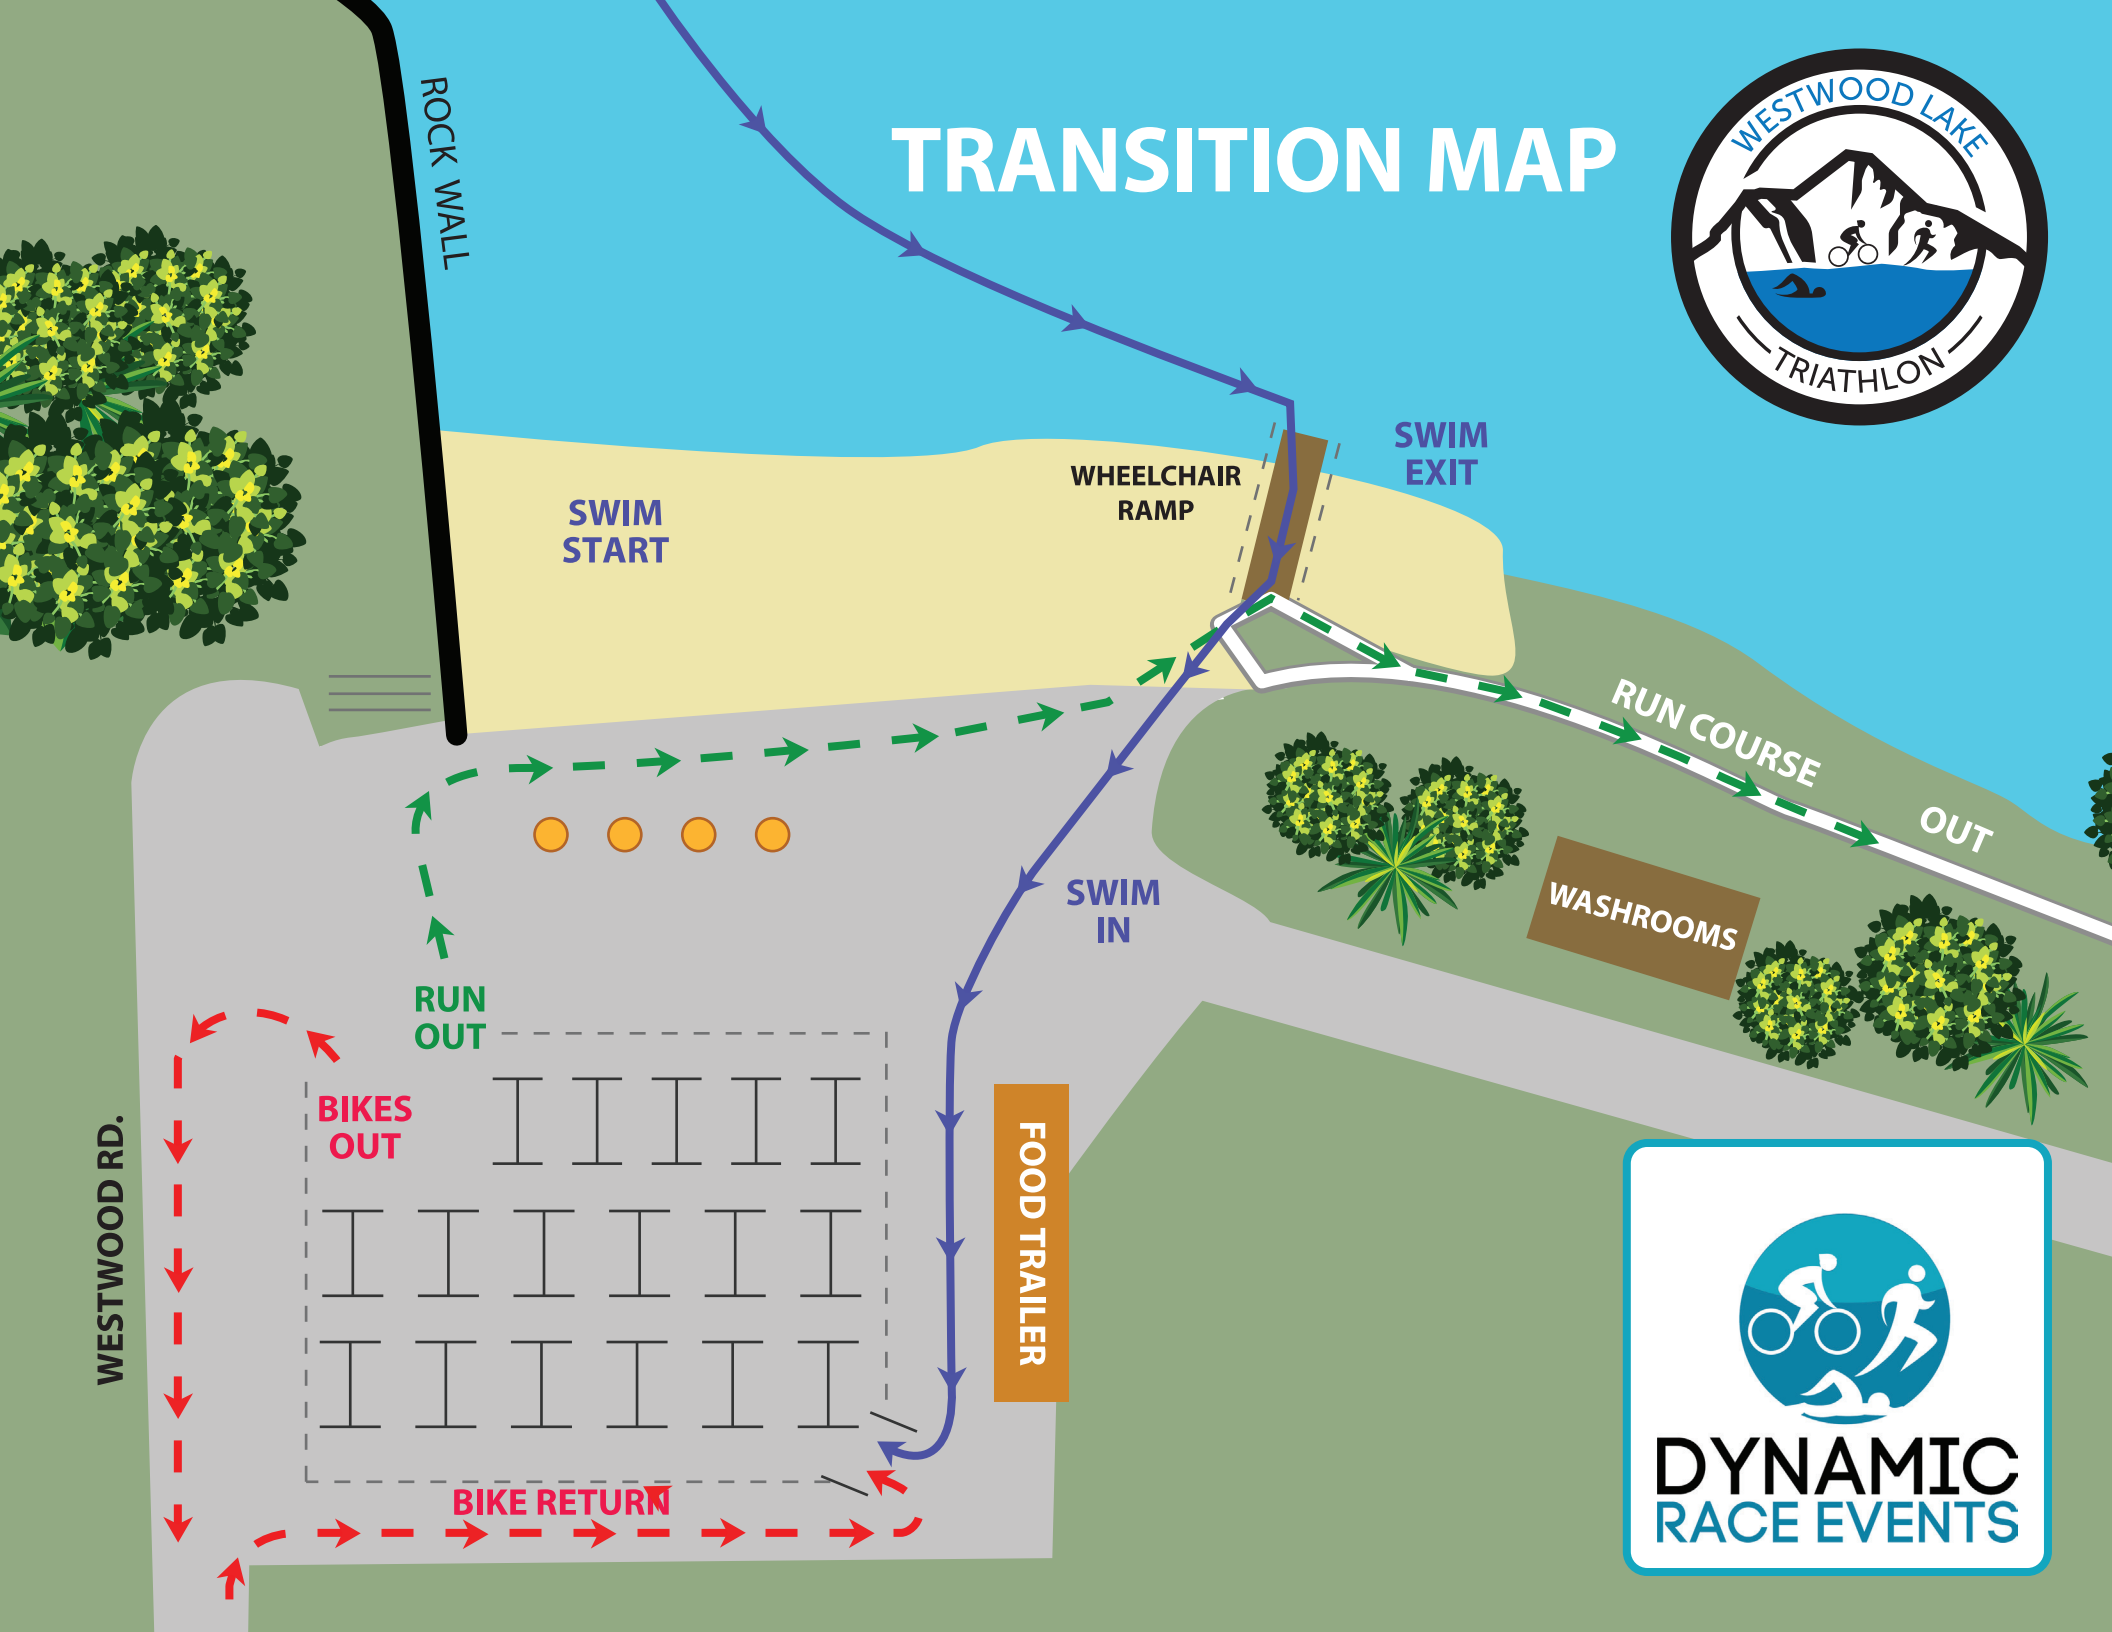 ROCK WALL
TRANSITION MAP
WESTWOOD LAKE
TRIATHLON
SWIM
EXIT
WHEELCHAIR
RAMP
SWIM
START
RUN COURSE
OUT
WASHROOMS
SWIM
IN
RUN
OUT
BIKES
OUT
WESTWOOD RD.
FOOD TRAILER
BIKE RETURN
DYNAMIC
RACE EVENTS